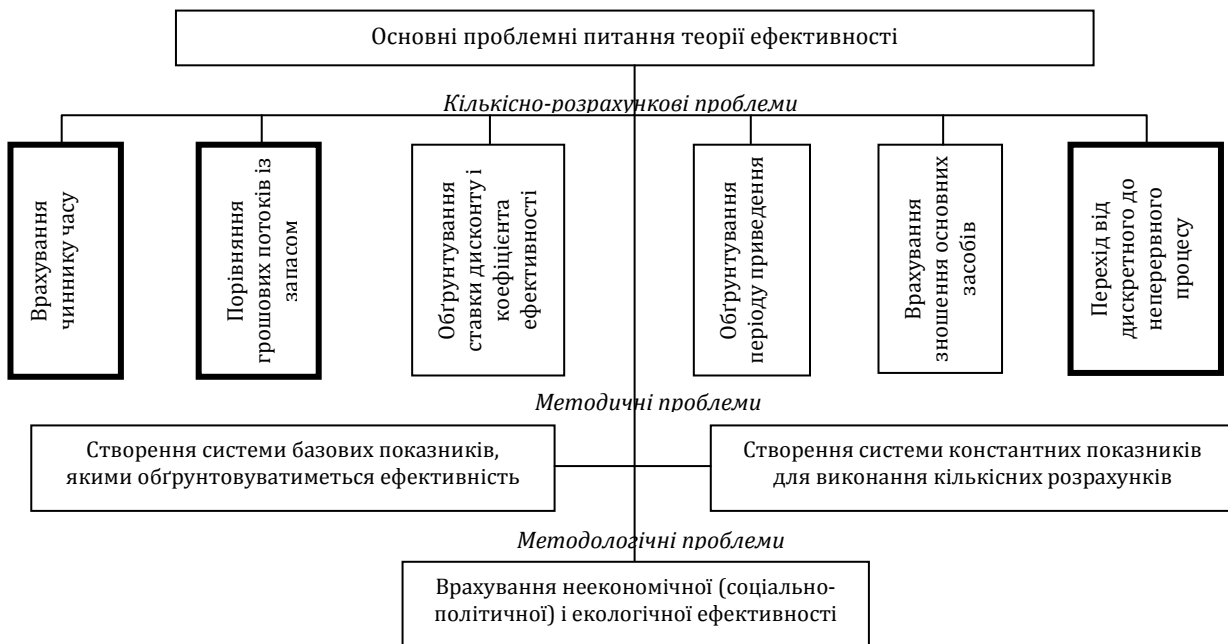 Основні проблемні питання теорії ефективності
Кількісно-розрахункові проблеми
Врахування
чиннику часу
Порівняння
грошових потоків із
запасом
Обґрунтування
ставки дисконту і
коефіцієнта
ефективності
Обґрунтування
періоду приведення
Врахування
зношення основних
засобів
Перехід від
дискретного до
неперервного
процесу
Методичні проблеми
Створення системи базових показників,
якими обґрунтовуватиметься ефективність
Створення системи константних показників
для виконання кількісних розрахунків
Методологічні проблеми
Врахування неекономічної (соціально-
політичної) і екологічної ефективності